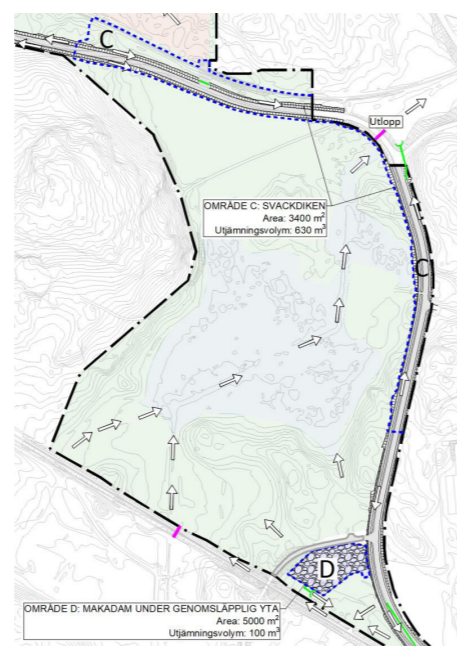 C
Utlopp
OMRÅDE C: SVACKDIKEN
Area: 3400 m²
Utjämningsvolym: 630 m³
C
D
OMRÅDE D: MAKADAM UNDER GENOMSLÄPPLIG YTA
Area: 5000 m²
Utjämningsvolym: 100 m³